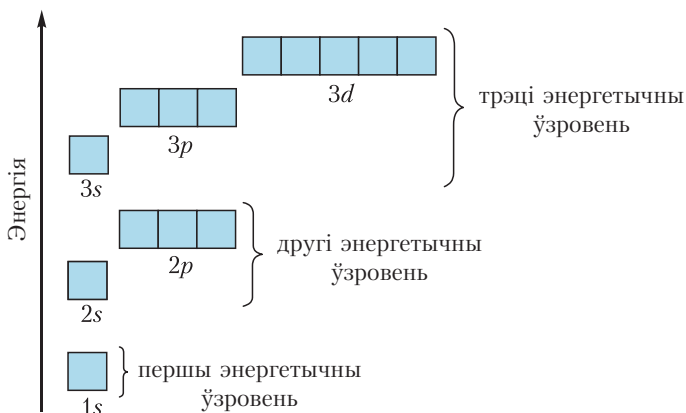 3d
трэці энергетычны
ўзровень
3p
3s
Энергія
2p
другі энергетычны
ўзровень
2s
першы энергетычны
ўзровень
1s